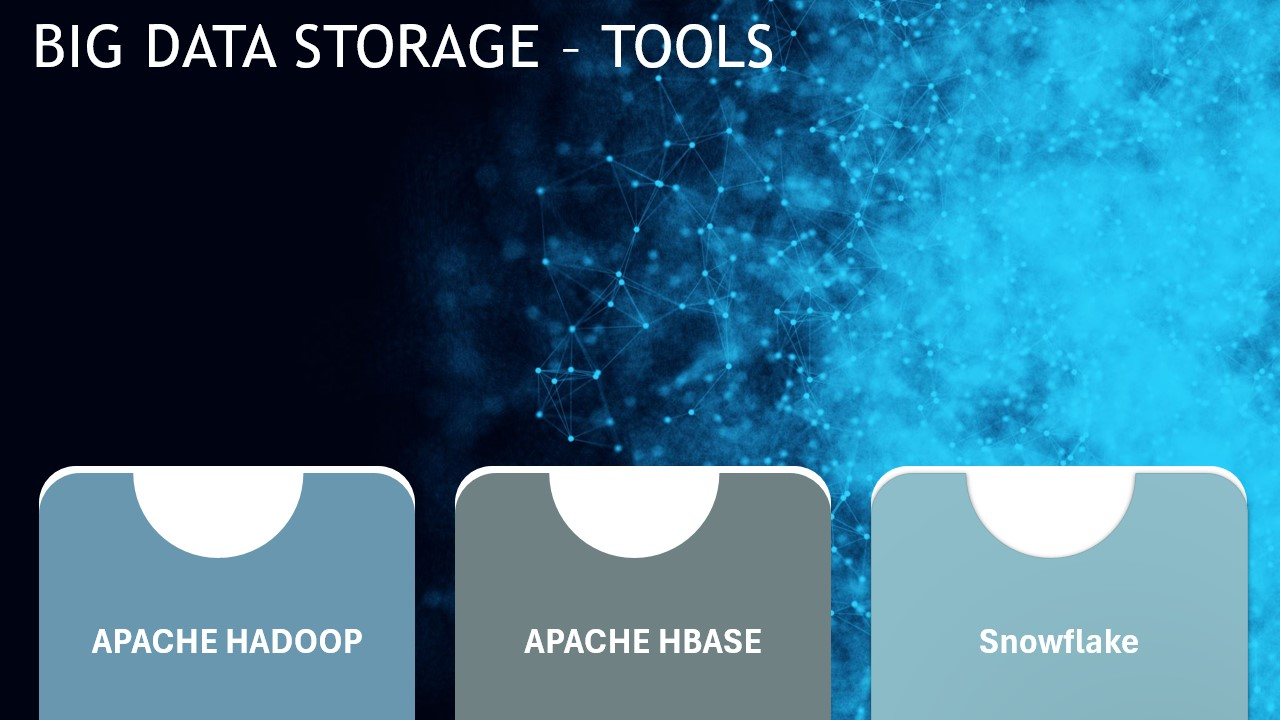 BIG DATA STORAGE – TOOLS
APACHE HADOOP
APACHE HBASE
Snowflake